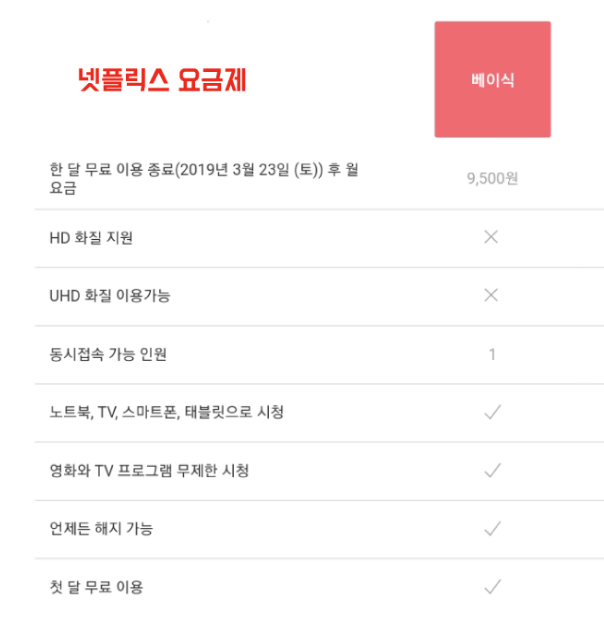 넷플릭스 요금제
베이식
한 달 무료 이용 종료(2019년 3월 23일 (토)) 후 월
요금
9,500원
HD 화질 지원
UHD 화질 이용가능
동시접속 가능 인원
1
노트북, TV, 스마트폰, 태블릿으로 시청
영화와 TV 프로그램 무제한 시청
언제든 해지 가능
첫 달 무료 이용